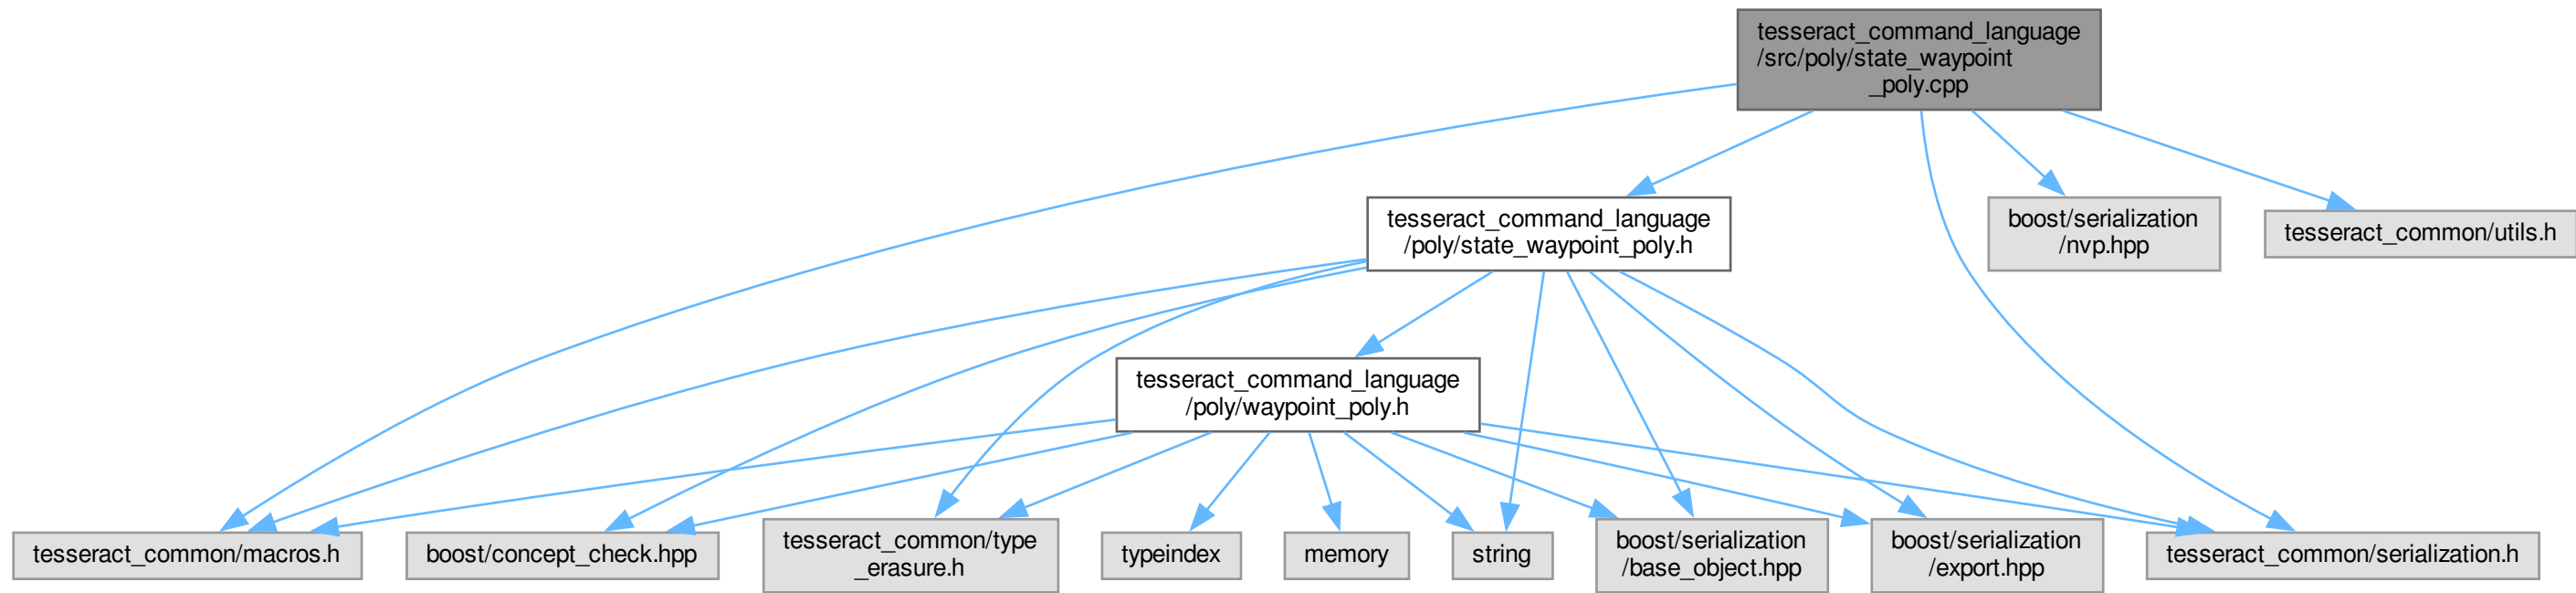 tesseract_command_language
/src/poly/state_waypoint
_poly.cpp
tesseract_command_language
/poly/state_waypoint_poly.h
boost/serialization
/nvp.hpp
tesseract_common/utils.h
tesseract_command_language
/poly/waypoint_poly.h
tesseract_common/macros.h
boost/concept_check.hpp
tesseract_common/type
_erasure.h
typeindex
memory
string
boost/serialization
/base_object.hpp
boost/serialization
/export.hpp
tesseract_common/serialization.h